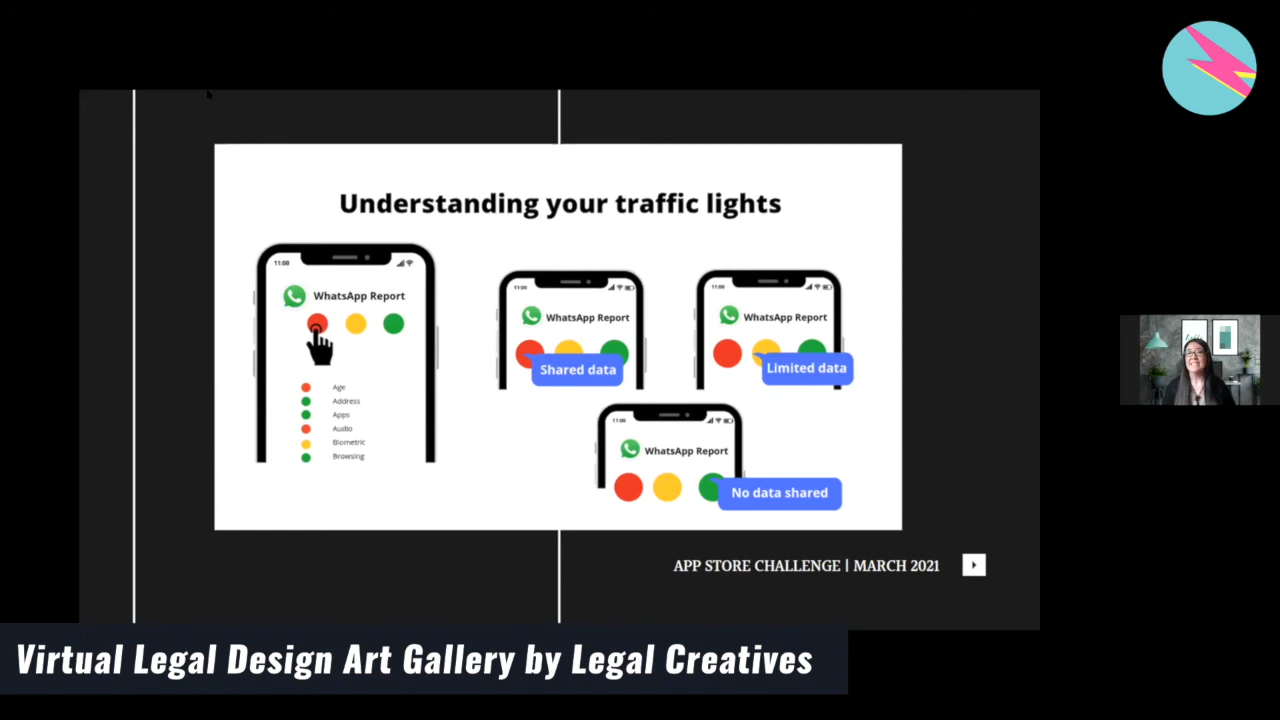 Understanding your traffic lights
11:00
WhatsApp Report
Age
Address
Apps
Audio
Biometric
Browsing
11:00
WhatsApp Report
Shared data
11:00
WhatsApp Report
Limited data
11:00
WhatsApp Report
No data shared
APP STORE CHALLENGE | MARCH 2021
Virtual Legal Design Art Gallery by Legal Creatives